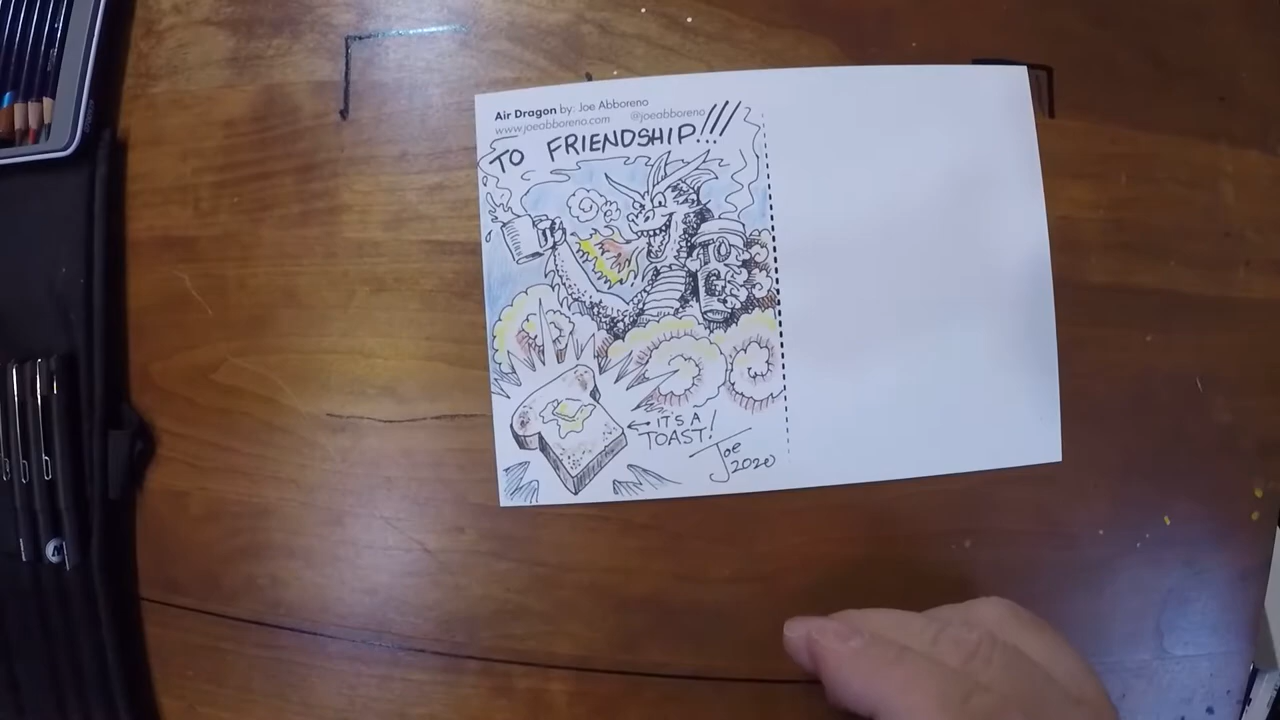 Air Dragon by: Joe Abboreno
www.joeabboreno.com @joeabboreno
TO FRIENDSHIP!!!
←IT'S A
TOAST!
Joe
2020